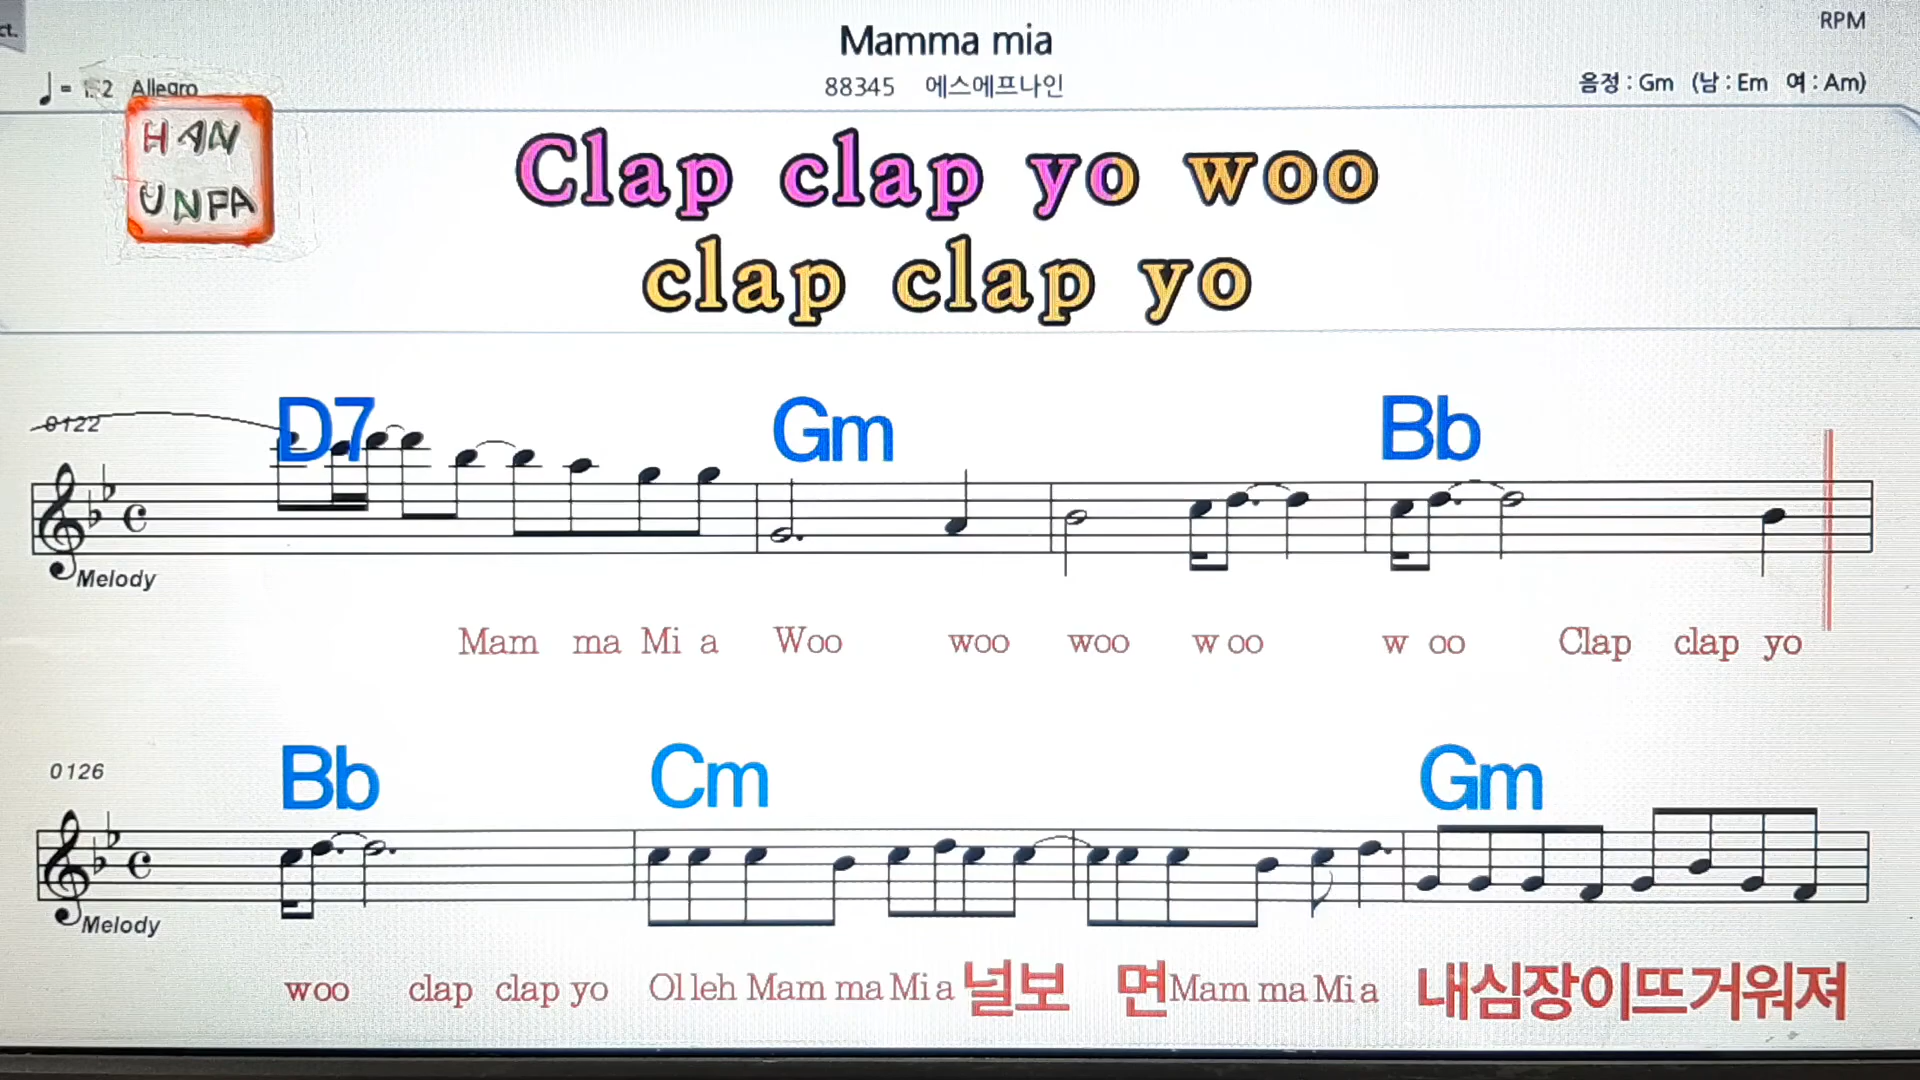 ct.
Mamma mia
RPM
Allegro
88345 에스에프나인
음정 : Gm (남 : Em 여 : Am)
HAN
UNPA
Clap clap yo woo
clap clap yo
0122
D7 Gm Bb
Melody
Mam ma Mi a Woo woo woo w oo w oo Clap clap yo
0126
Bb Cm Gm
Melody
woo clap clap yo Ol leh Mam ma Mi a 널보 면 Mam ma Mi a 내심장이뜨거워져